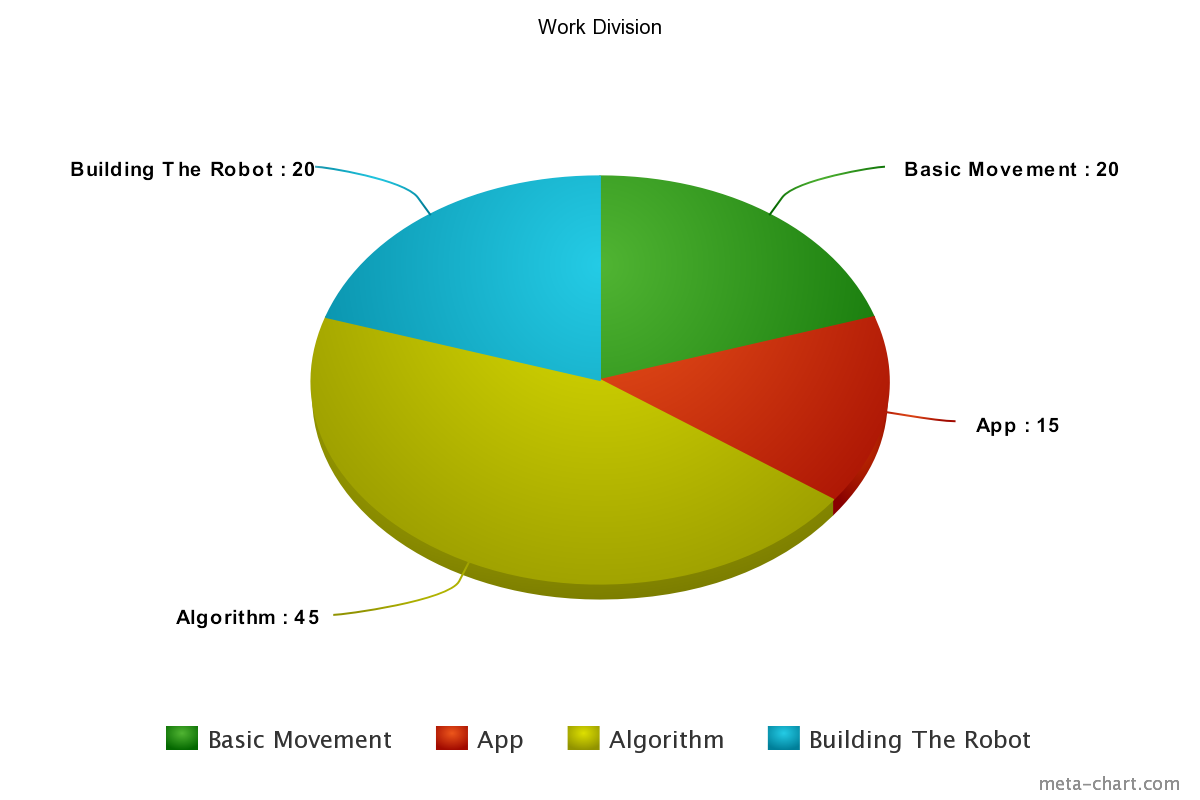 Work Division
Building The Robot : 20
Basic Movement : 20
App : 15
Algorithm : 45
Basic Movement
App
Algorithm
Building The Robot
meta-chart.com